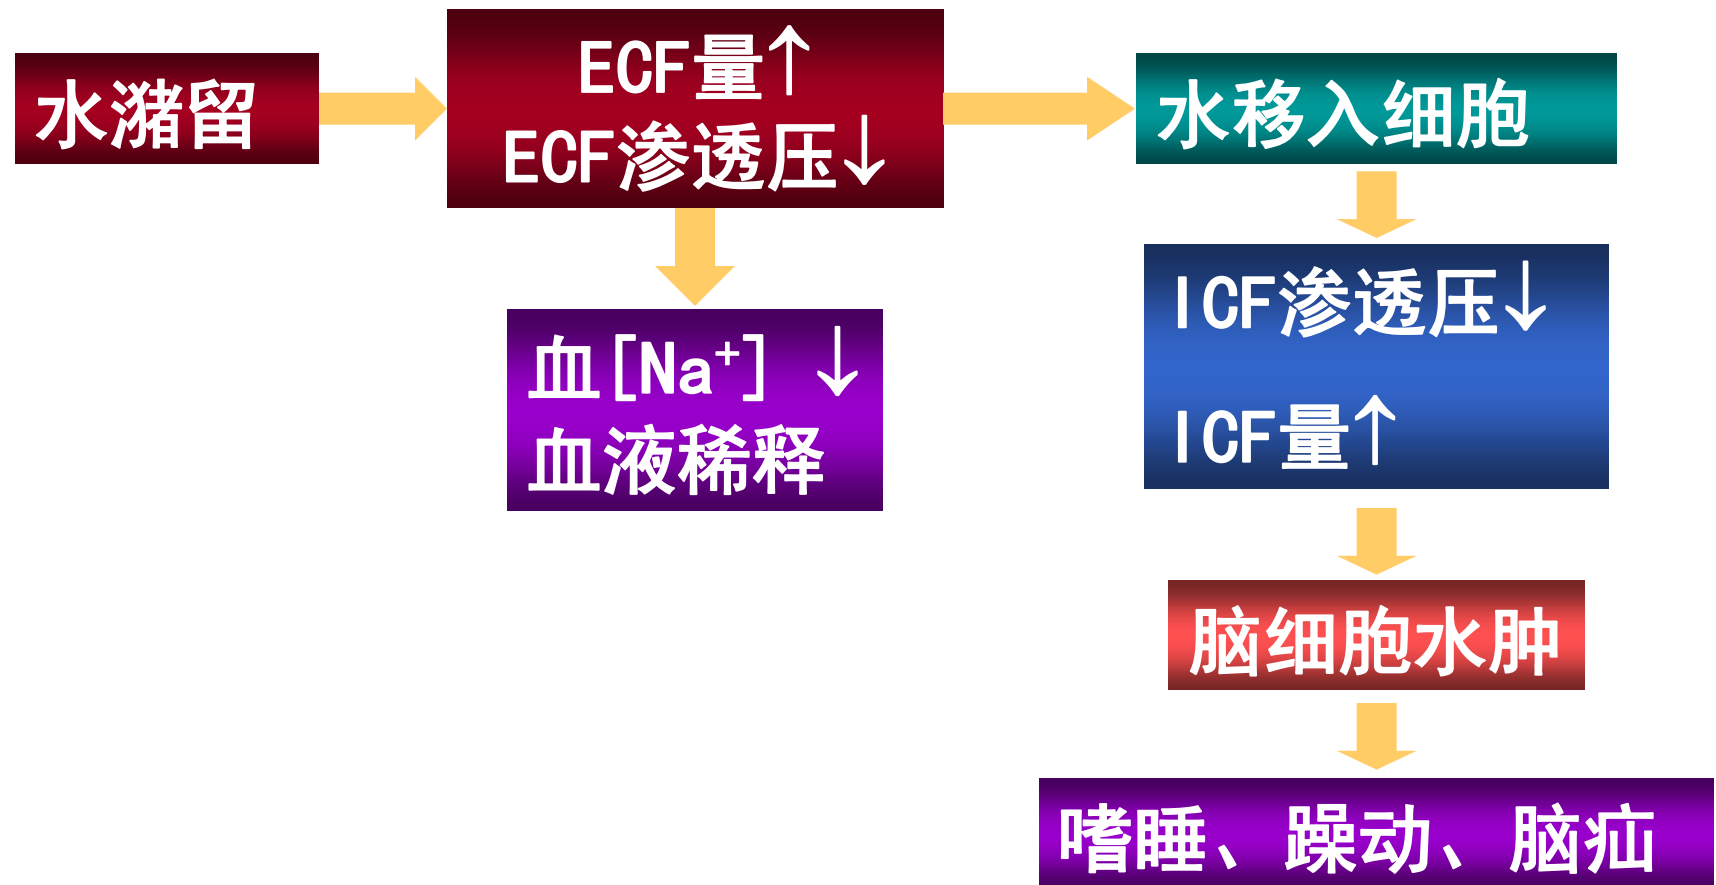 水潴留
ECF量↑
ECF渗透压↓
水移入细胞
血[Na⁺] ↓
血液稀释
ICF渗透压↓
ICF量↑
脑细胞水肿
嗜睡、躁动、脑疝